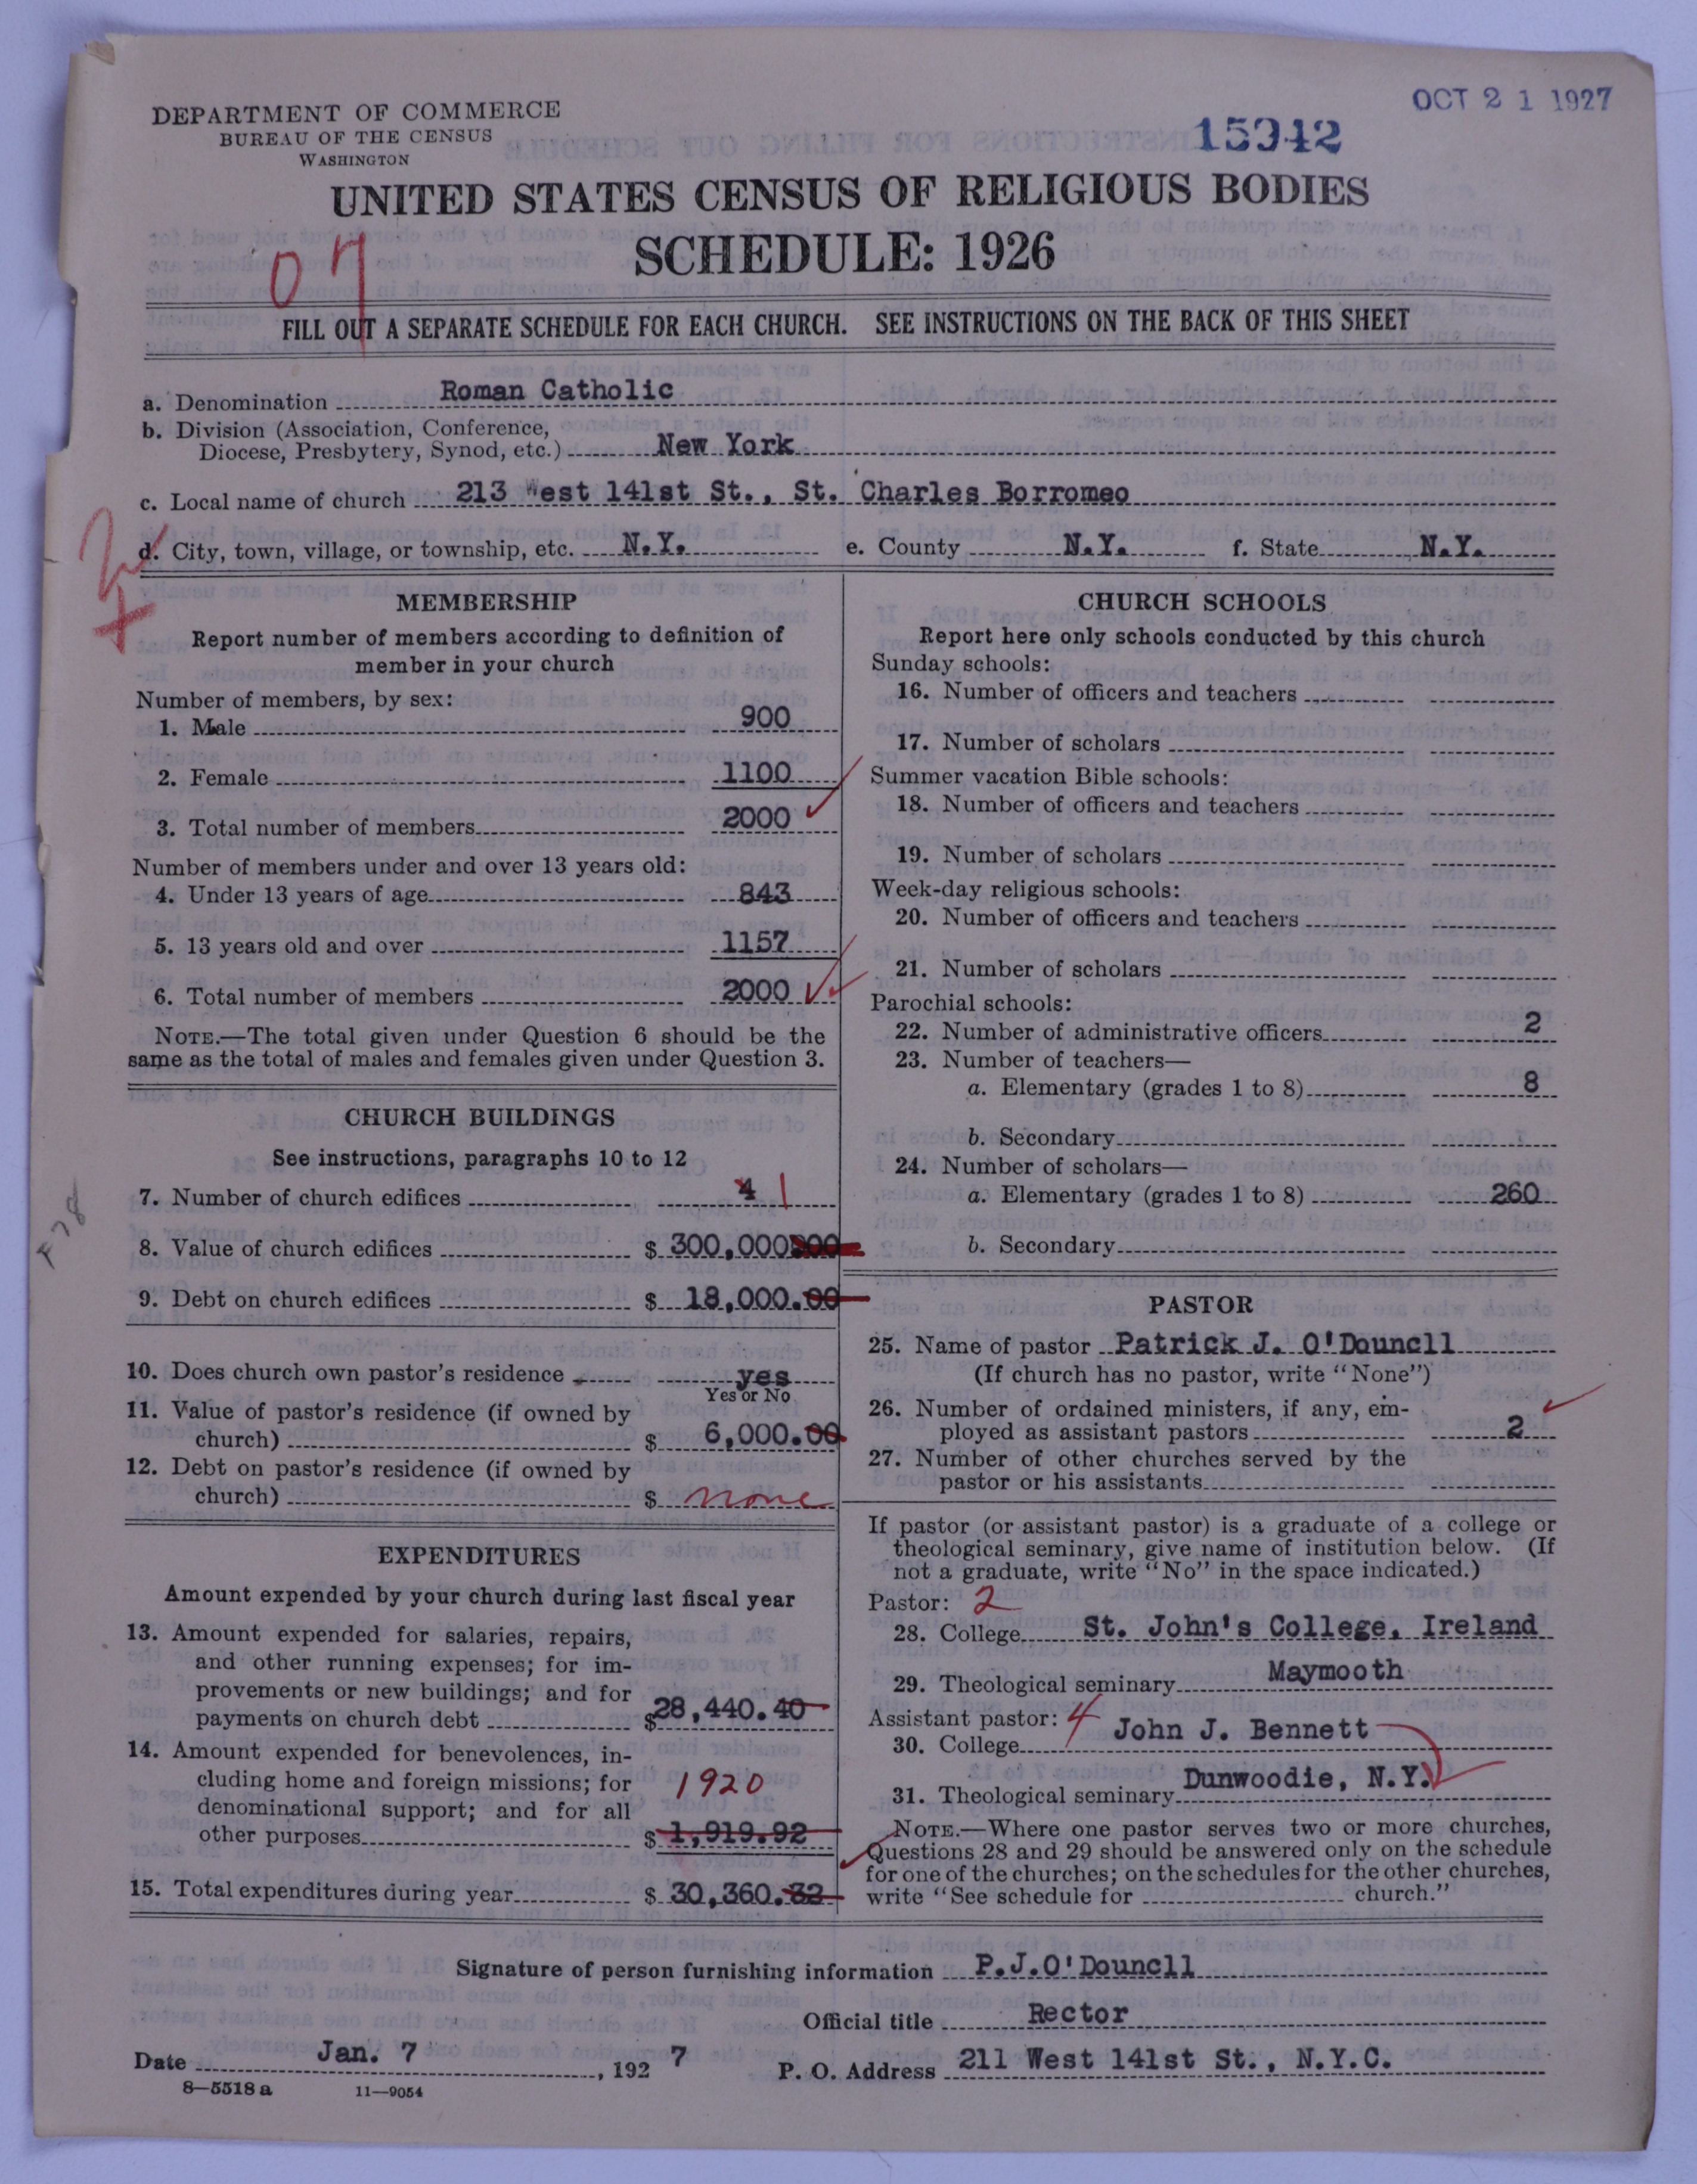 DEPARTMENT OF COMMERCE
BUREAU OF THE CENSUS
WASHINGTON
OCT 21 1927
15942
UNITED STATES CENSUS OF RELIGIOUS BODIES
SCHEDULE: 1926
FILL OUT A SEPARATE SCHEDULE FOR EACH CHURCH. SEE INSTRUCTIONS ON THE BACK OF THIS SHEET
a. Denomination Roman Catholic
b. Division (Association, Conference,
Diocese, Presbytery, Synod, etc.) New York
c. Local name of church 213 West 141st St., St. Charles Borromeo
d. City, town, village, or township, etc. N.Y. e. County N.Y. f. State N.Y.
MEMBERSHIP
Report number of members according to definition of
member in your church
Number of members, by sex:
1. Male 900
2. Female 1100
3. Total number of members 2000
Number of members under and over 13 years old:
4. Under 13 years of age 843
5. 13 years old and over 1157
6. Total number of members 2000
NOTE.—The total given under Question 6 should be the
same as the total of males and females given under Question 3.
CHURCH BUILDINGS
See instructions, paragraphs 10 to 12
7. Number of church edifices 4 1
8. Value of church edifices $ 300,000.00
9. Debt on church edifices $ 18,000.00
10. Does church own pastor's residence yes
Yes or No
11. Value of pastor's residence (if owned by
church) $ 6,000.00
12. Debt on pastor's residence (if owned by
church) $ none
EXPENDITURES
Amount expended by your church during last fiscal year
13. Amount expended for salaries, repairs,
and other running expenses; for im-
provements or new buildings; and for
payments on church debt $28,440.40
14. Amount expended for benevolences, in-
cluding home and foreign missions; for 1920
denominational support; and for all
other purposes $ 1,919.92
15. Total expenditures during year $ 30,360.32
CHURCH SCHOOLS
Report here only schools conducted by this church
Sunday schools:
16. Number of officers and teachers
17. Number of scholars
Summer vacation Bible schools:
18. Number of officers and teachers
19. Number of scholars
Week-day religious schools:
20. Number of officers and teachers
21. Number of scholars
Parochial schools:
22. Number of administrative officers 2
23. Number of teachers—
a. Elementary (grades 1 to 8) 8
b. Secondary
24. Number of scholars—
a. Elementary (grades 1 to 8) 260
b. Secondary
PASTOR
25. Name of pastor Patrick J. O'Douncll
(If church has no pastor, write "None")
26. Number of ordained ministers, if any, em-
ployed as assistant pastors 2
27. Number of other churches served by the
pastor or his assistants
If pastor (or assistant pastor) is a graduate of a college or
theological seminary, give name of institution below. (If
not a graduate, write "No" in the space indicated.)
Pastor: 2
28. College St. John's College, Ireland
29. Theological seminary Maymooth
Assistant pastor: 4
30. College John J. Bennett
31. Theological seminary Dunwoodie, N.Y.
NOTE.—Where one pastor serves two or more churches,
Questions 28 and 29 should be answered only on the schedule
for one of the churches; on the schedules for the other churches,
write "See schedule for church."
Signature of person furnishing information P.J.O'Douncll
Official title Rector
Date Jan. 7, 192 7 P. O. Address 211 West 141st St., N.Y.C.
8—5518 a 11—9054